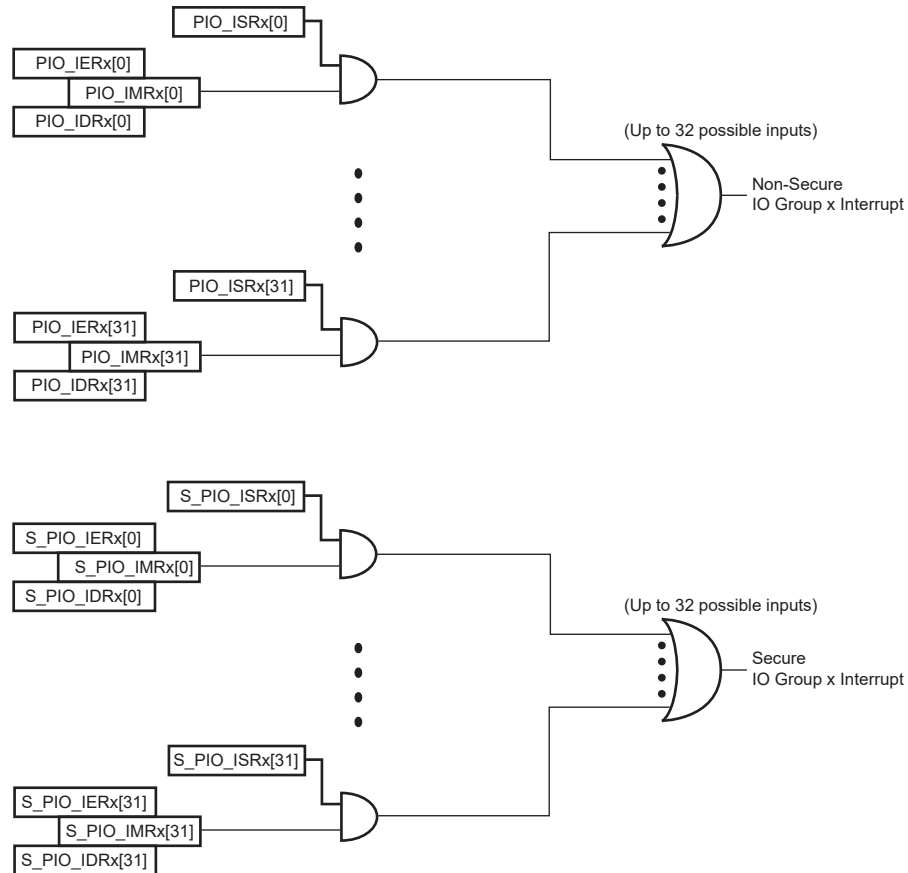 PIO_ISRx[0]
PIO_IERx[0]
PIO_IMRx[0]
PIO_IDRx[0]
(Up to 32 possible inputs)
Non-Secure
IO Group x Interrupt
PIO_ISRx[31]
PIO_IERx[31]
PIO_IMRx[31]
PIO_IDRx[31]
S_PIO_ISRx[0]
S_PIO_IERx[0]
S_PIO_IMRx[0]
S_PIO_IDRx[0]
(Up to 32 possible inputs)
Secure
IO Group x Interrupt
S_PIO_ISRx[31]
S_PIO_IERx[31]
S_PIO_IMRx[31]
S_PIO_IDRx[31]